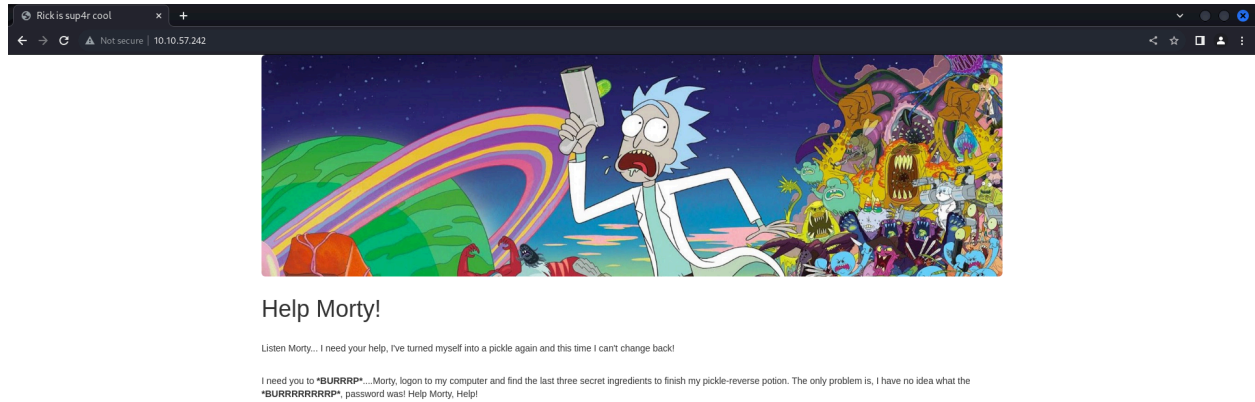 Rick is sup4r cool
Not secure
10.10.57.242
Help Morty!
Listen Morty... I need your help, I've turned myself into a pickle again and this time I can't change back!
I need you to *BURRRP*....Morty, logon to my computer and find the last three secret ingredients to finish my pickle-reverse potion. The only problem is, I have no idea what the
*BURRRRRRRRP*, password was! Help Morty, Help!